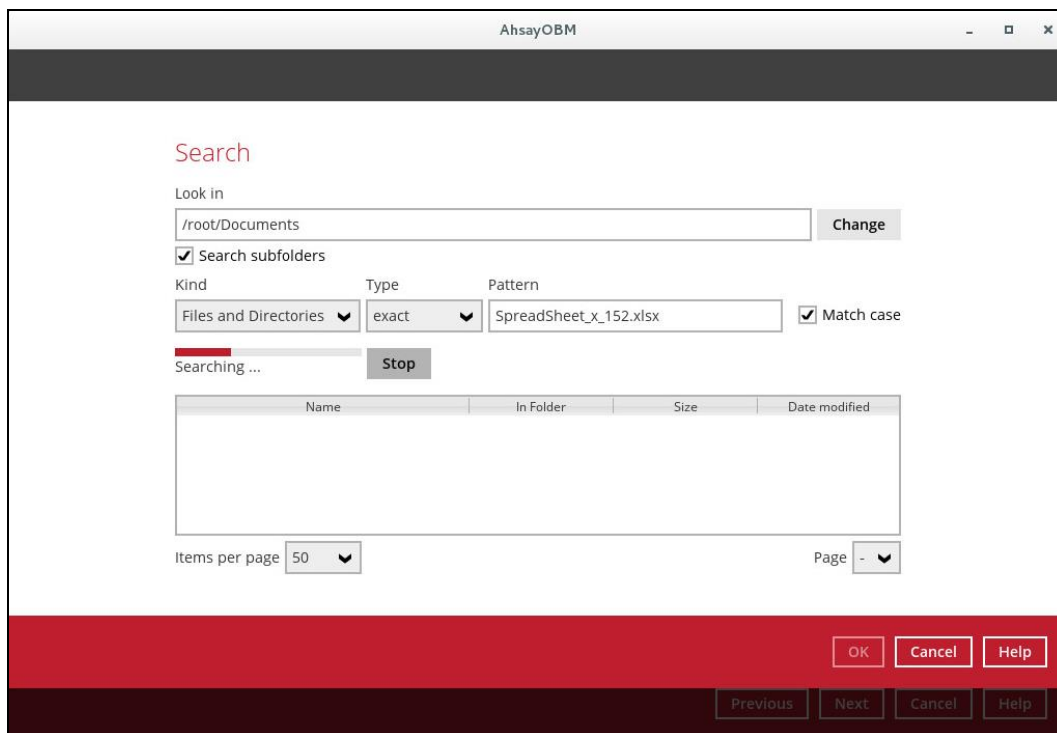 AhsayOBM
Search
Look in
/root/Documents
Change
Search subfolders
Kind Type Pattern
Files and Directories exact SpreadSheet_x_152.xlsx Match case
Searching ... Stop
Name In Folder Size Date modified
Items per page 50 Page -
OK Cancel Help
Previous Next Cancel Help